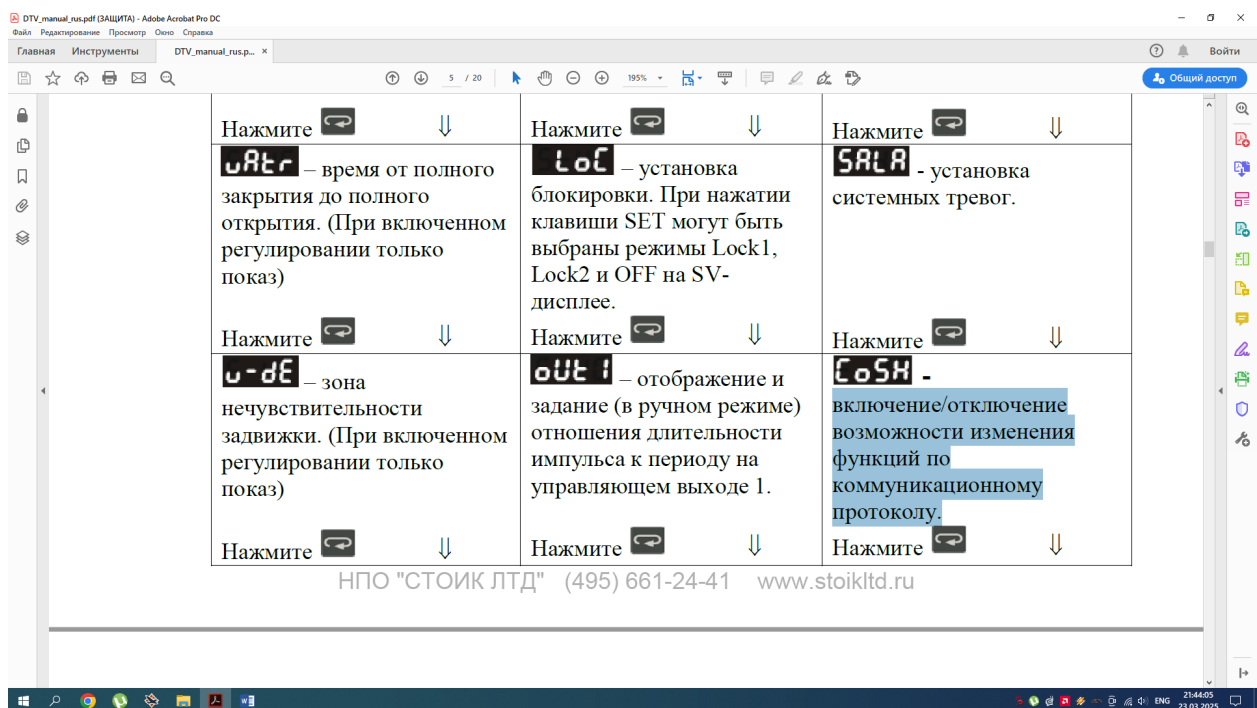 DTV_manual_rus.pdf (ЗАЩИТА) - Adobe Acrobat Pro DC
Файл Редактирование Просмотр Окно Справка
Главная Инструменты DTV_manual_rus.p... ×
Войти
5 / 20 195%
Общий доступ
Нажмите ⇓
Нажмите ⇓
Нажмите ⇓
vAtr – время от полного
закрытия до полного
открытия. (При включенном
регулировании только
показ)
Нажмите ⇓
LoC – установка
блокировки. При нажатии
клавиши SET могут быть
выбраны режимы Lock1,
Lock2 и OFF на SV-
дисплее.
Нажмите ⇓
SALA - установка
системных тревог.
Нажмите ⇓
v-dE – зона
нечувствительности
задвижки. (При включенном
регулировании только
показ)
Нажмите ⇓
oUt1 – отображение и
задание (в ручном режиме)
отношения длительности
импульса к периоду на
управляющем выходе 1.
Нажмите ⇓
CoSH -
включение/отключение
возможности изменения
функций по
коммуникационному
протоколу.
Нажмите ⇓
НПО "СТОИК ЛТД" (495) 661-24-41 www.stoikltd.ru
ENG
21:44:05
23.03.2025